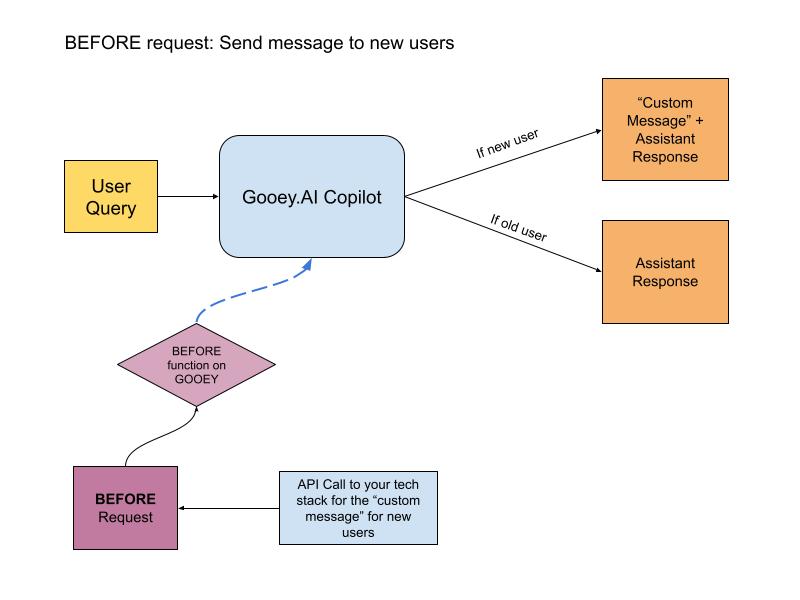 BEFORE request: Send message to new users
“Custom
Message” +
Assistant
Response
If new user
User
Query
Gooey.AI Copilot
If old user
Assistant
Response
BEFORE
function on
GOOEY
BEFORE
Request
API Call to your tech
stack for the “custom
message” for new
users